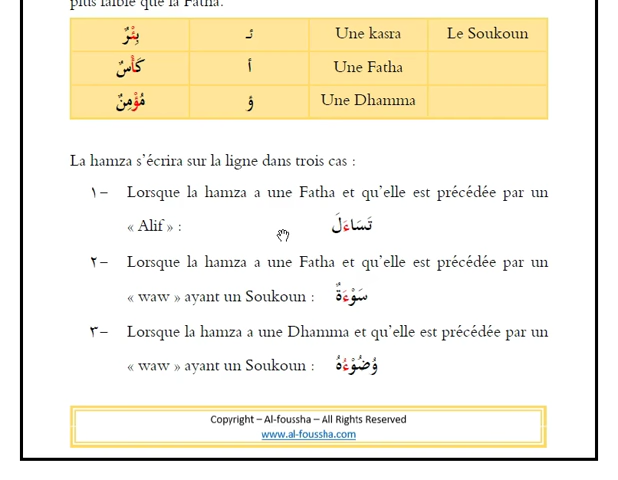 plus faible que la Fatha.
بِئْرٌ ئـ Une kasra Le Soukoun
كَأْسٌ أ Une Fatha
مُؤْمِنٌ ؤ Une Dhamma
La hamza s'écrira sur la ligne dans trois cas :
١– Lorsque la hamza a une Fatha et qu'elle est précédée par un
« Alif » : تَسَاءَلَ
٢– Lorsque la hamza a une Fatha et qu'elle est précédée par un
« waw » ayant un Soukoun : سَوْءَةٌ
٣– Lorsque la hamza a une Dhamma et qu'elle est précédée par un
« waw » ayant un Soukoun : وُضُوْءُهُ
Copyright – Al-foussha – All Rights Reserved
www.al-foussha.com